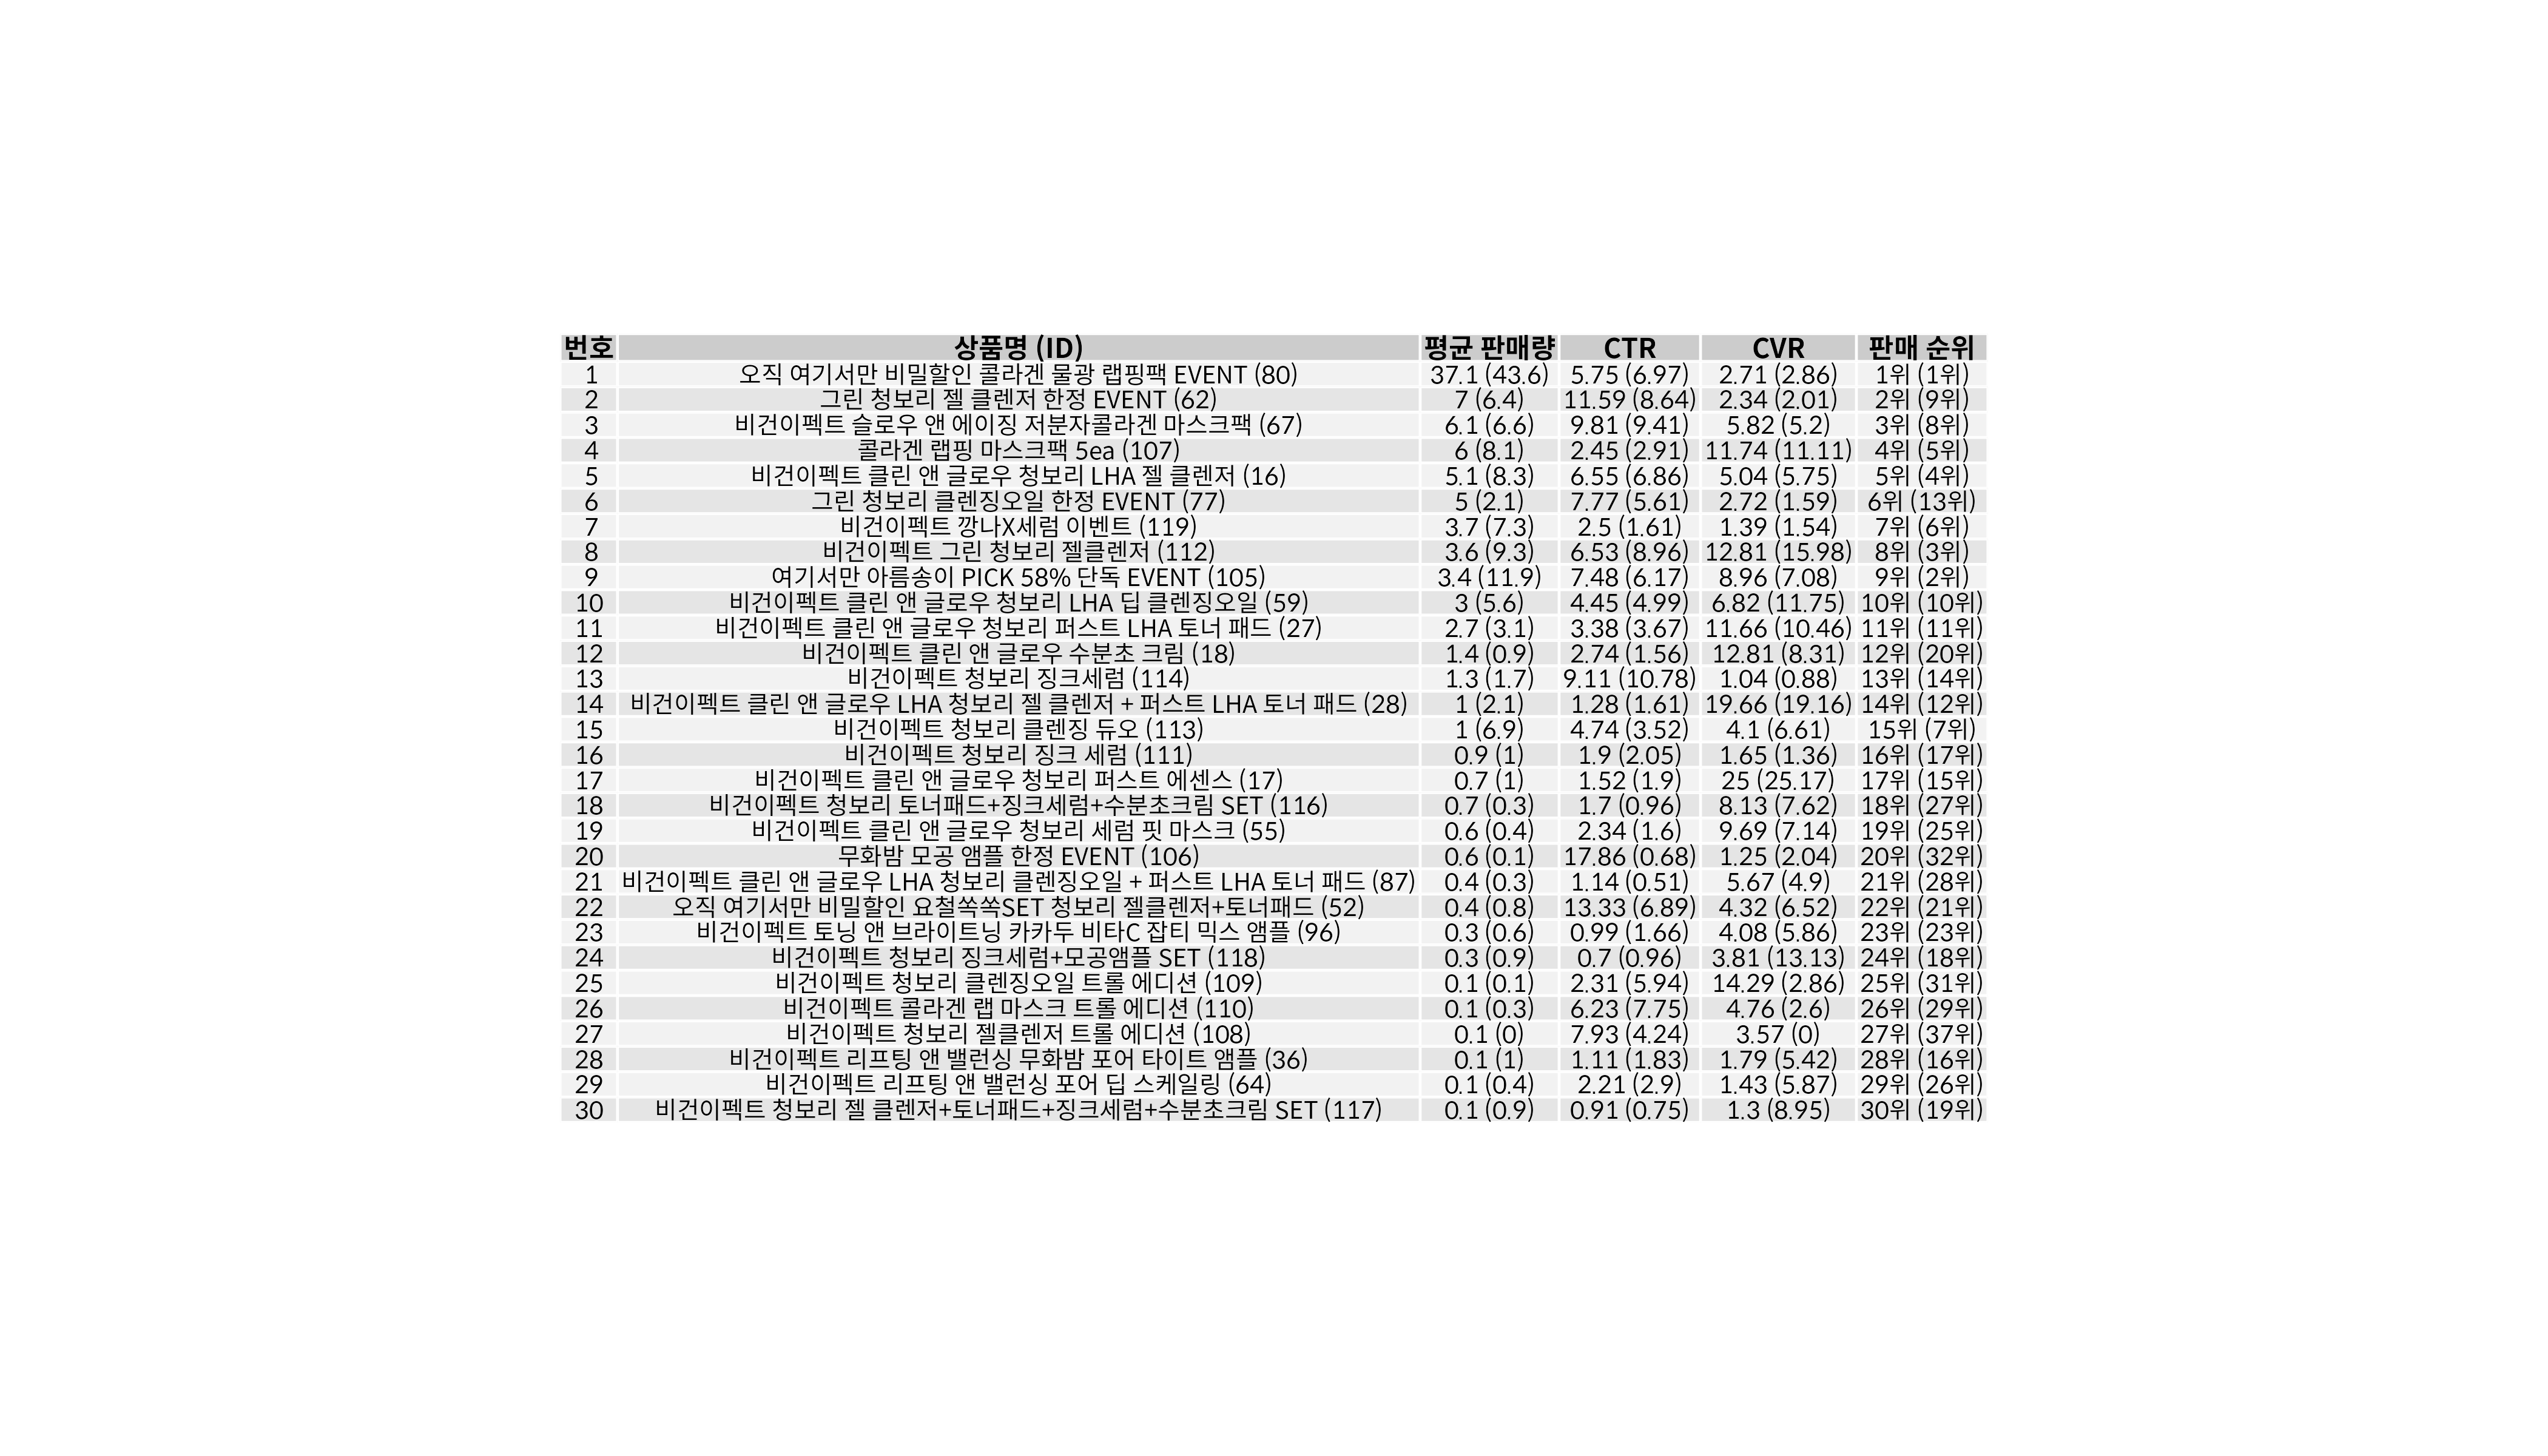 번호 상품명 (ID) 평균 판매량 CTR CVR 판매 순위
1 오직 여기서만 비밀할인 콜라겐 물광 랩핑팩 EVENT (80) 37.1 (43.6) 5.75 (6.97) 2.71 (2.86) 1위 (1위)
2 그린 청보리 젤 클렌저 한정 EVENT (62) 7 (6.4) 11.59 (8.64) 2.34 (2.01) 2위 (9위)
3 비건이펙트 슬로우 앤 에이징 저분자콜라겐 마스크팩 (67) 6.1 (6.6) 9.81 (9.41) 5.82 (5.2) 3위 (8위)
4 콜라겐 랩핑 마스크팩 5ea (107) 6 (8.1) 2.45 (2.91) 11.74 (11.11) 4위 (5위)
5 비건이펙트 클린 앤 글로우 청보리 LHA 젤 클렌저 (16) 5.1 (8.3) 6.55 (6.86) 5.04 (5.75) 5위 (4위)
6 그린 청보리 클렌징오일 한정 EVENT (77) 5 (2.1) 7.77 (5.61) 2.72 (1.59) 6위 (13위)
7 비건이펙트 깡나X세럼 이벤트 (119) 3.7 (7.3) 2.5 (1.61) 1.39 (1.54) 7위 (6위)
8 비건이펙트 그린 청보리 젤클렌저 (112) 3.6 (9.3) 6.53 (8.96) 12.81 (15.98) 8위 (3위)
9 여기서만 아름송이 PICK 58% 단독 EVENT (105) 3.4 (11.9) 7.48 (6.17) 8.96 (7.08) 9위 (2위)
10 비건이펙트 클린 앤 글로우 청보리 LHA 딥 클렌징오일 (59) 3 (5.6) 4.45 (4.99) 6.82 (11.75) 10위 (10위)
11 비건이펙트 클린 앤 글로우 청보리 퍼스트 LHA 토너 패드 (27) 2.7 (3.1) 3.38 (3.67) 11.66 (10.46) 11위 (11위)
12 비건이펙트 클린 앤 글로우 수분초 크림 (18) 1.4 (0.9) 2.74 (1.56) 12.81 (8.31) 12위 (20위)
13 비건이펙트 청보리 징크세럼 (114) 1.3 (1.7) 9.11 (10.78) 1.04 (0.88) 13위 (14위)
14 비건이펙트 클린 앤 글로우 LHA 청보리 젤 클렌저 + 퍼스트 LHA 토너 패드 (28) 1 (2.1) 1.28 (1.61) 19.66 (19.16) 14위 (12위)
15 비건이펙트 청보리 클렌징 듀오 (113) 1 (6.9) 4.74 (3.52) 4.1 (6.61) 15위 (7위)
16 비건이펙트 청보리 징크 세럼 (111) 0.9 (1) 1.9 (2.05) 1.65 (1.36) 16위 (17위)
17 비건이펙트 클린 앤 글로우 청보리 퍼스트 에센스 (17) 0.7 (1) 1.52 (1.9) 25 (25.17) 17위 (15위)
18 비건이펙트 청보리 토너패드+징크세럼+수분초크림 SET (116) 0.7 (0.3) 1.7 (0.96) 8.13 (7.62) 18위 (27위)
19 비건이펙트 클린 앤 글로우 청보리 세럼 핏 마스크 (55) 0.6 (0.4) 2.34 (1.6) 9.69 (7.14) 19위 (25위)
20 무화밤 모공 앰플 한정 EVENT (106) 0.6 (0.1) 17.86 (0.68) 1.25 (2.04) 20위 (32위)
21 비건이펙트 클린 앤 글로우 LHA 청보리 클렌징오일 + 퍼스트 LHA 토너 패드 (87) 0.4 (0.3) 1.14 (0.51) 5.67 (4.9) 21위 (28위)
22 오직 여기서만 비밀할인 요철쏙쏙SET 청보리 젤클렌저+토너패드 (52) 0.4 (0.8) 13.33 (6.89) 4.32 (6.52) 22위 (21위)
23 비건이펙트 토닝 앤 브라이트닝 카카두 비타C 잡티 믹스 앰플 (96) 0.3 (0.6) 0.99 (1.66) 4.08 (5.86) 23위 (23위)
24 비건이펙트 청보리 징크세럼+모공앰플 SET (118) 0.3 (0.9) 0.7 (0.96) 3.81 (13.13) 24위 (18위)
25 비건이펙트 청보리 클렌징오일 트롤 에디션 (109) 0.1 (0.1) 2.31 (5.94) 14.29 (2.86) 25위 (31위)
26 비건이펙트 콜라겐 랩 마스크 트롤 에디션 (110) 0.1 (0.3) 6.23 (7.75) 4.76 (2.6) 26위 (29위)
27 비건이펙트 청보리 젤클렌저 트롤 에디션 (108) 0.1 (0) 7.93 (4.24) 3.57 (0) 27위 (37위)
28 비건이펙트 리프팅 앤 밸런싱 무화밤 포어 타이트 앰플 (36) 0.1 (1) 1.11 (1.83) 1.79 (5.42) 28위 (16위)
29 비건이펙트 리프팅 앤 밸런싱 포어 딥 스케일링 (64) 0.1 (0.4) 2.21 (2.9) 1.43 (5.87) 29위 (26위)
30 비건이펙트 청보리 젤 클렌저+토너패드+징크세럼+수분초크림 SET (117) 0.1 (0.9) 0.91 (0.75) 1.3 (8.95) 30위 (19위)